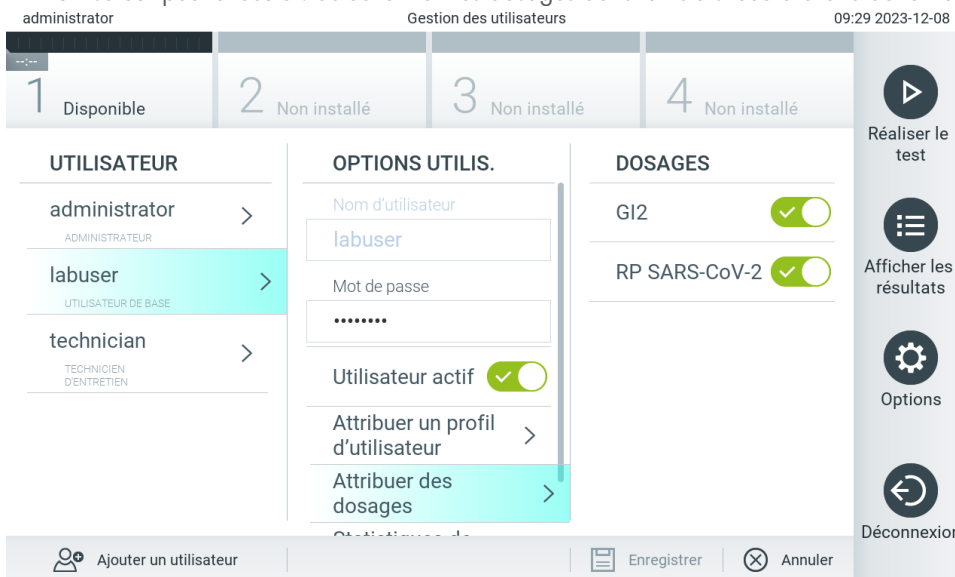 administrator
Gestion des utilisateurs
09:29 2023-12-08
--:--
1 Disponible
2 Non installé
3 Non installé
4 Non installé
UTILISATEUR
administrator
ADMINISTRATEUR
labuser
UTILISATEUR DE BASE
technician
TECHNICIEN
D'ENTRETIEN
OPTIONS UTILIS.
Nom d'utilisateur
labuser
Mot de passe
••••••••
Utilisateur actif
Attribuer un profil
d'utilisateur
Attribuer des
dosages
DOSAGES
GI2
RP SARS-CoV-2
Réaliser le
test
Afficher les
résultats
Options
Déconnexion
Ajouter un utilisateur
Enregistrer
Annuler